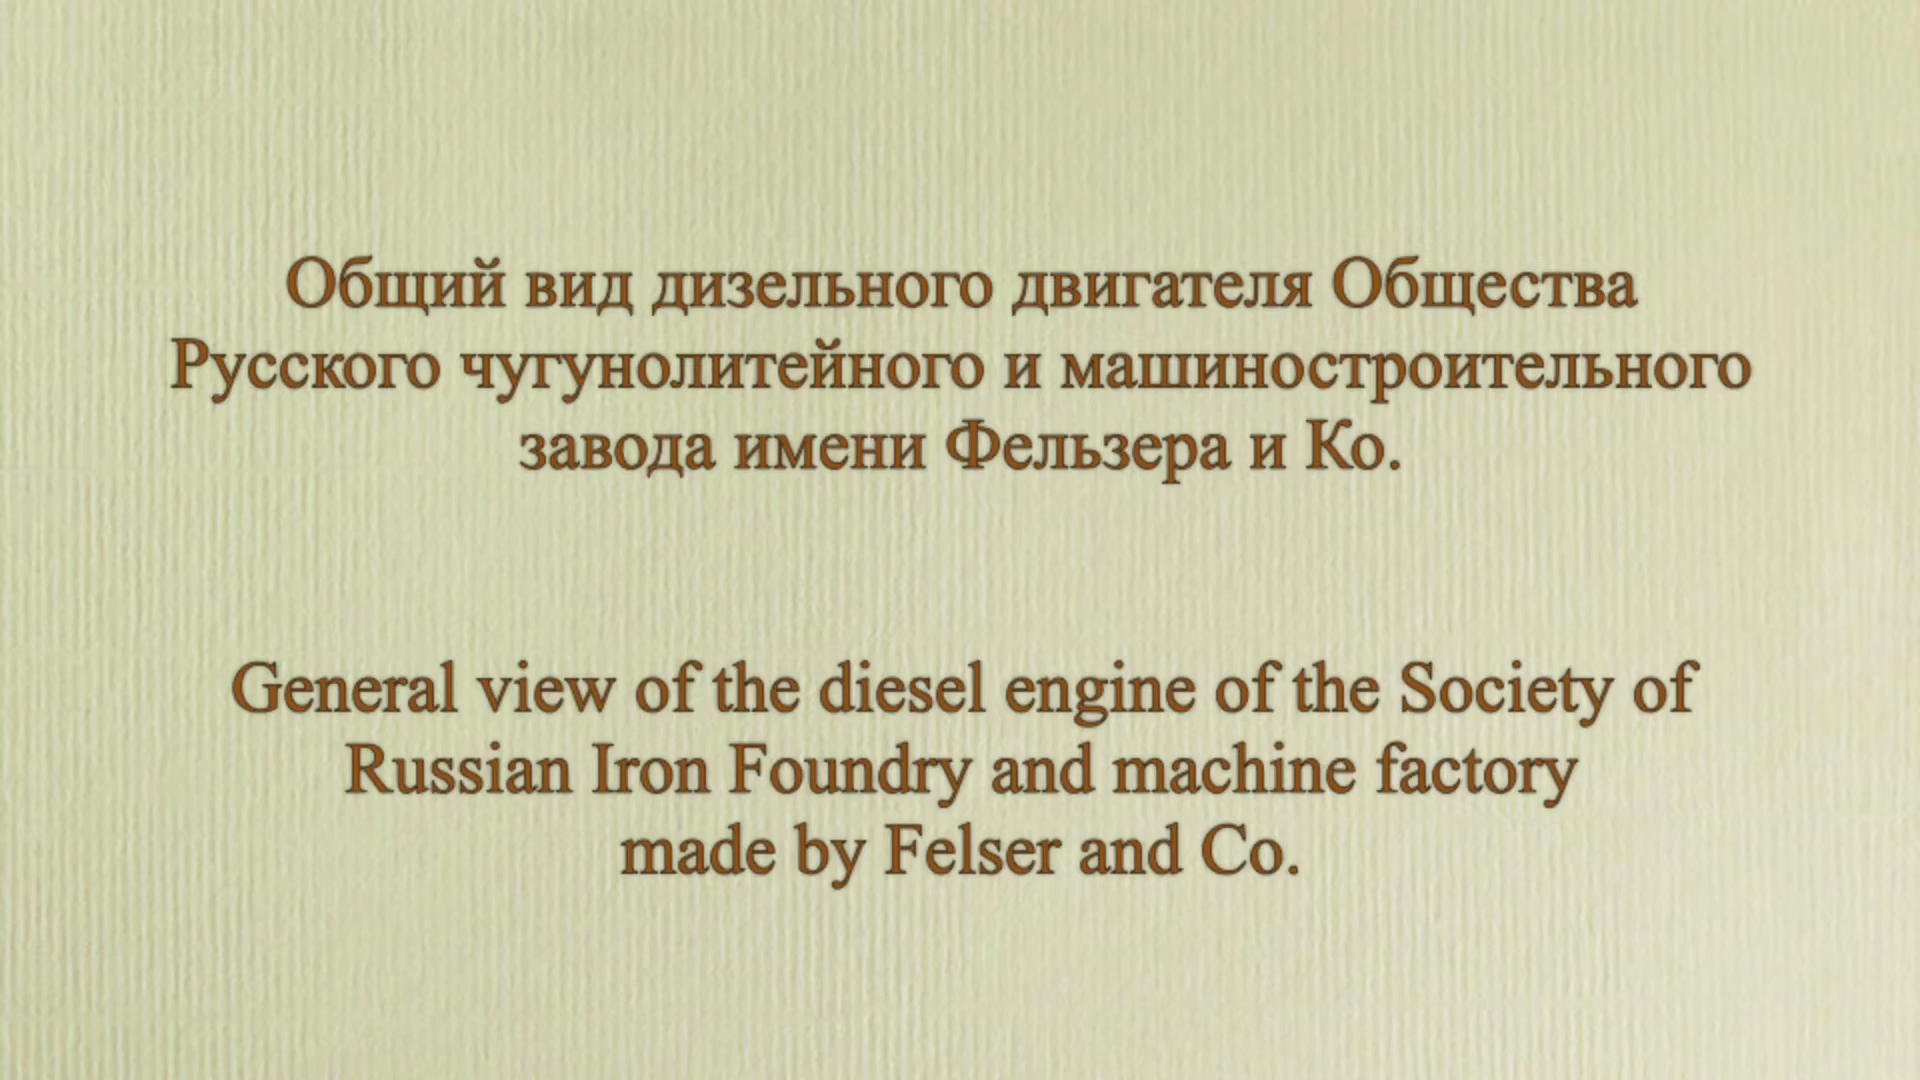 Общий вид дизельного двигателя Общества
Русского чугунолитейного и машиностроительного
завода имени Фельзера и Ко.
General view of the diesel engine of the Society of
Russian Iron Foundry and machine factory
made by Felser and Co.